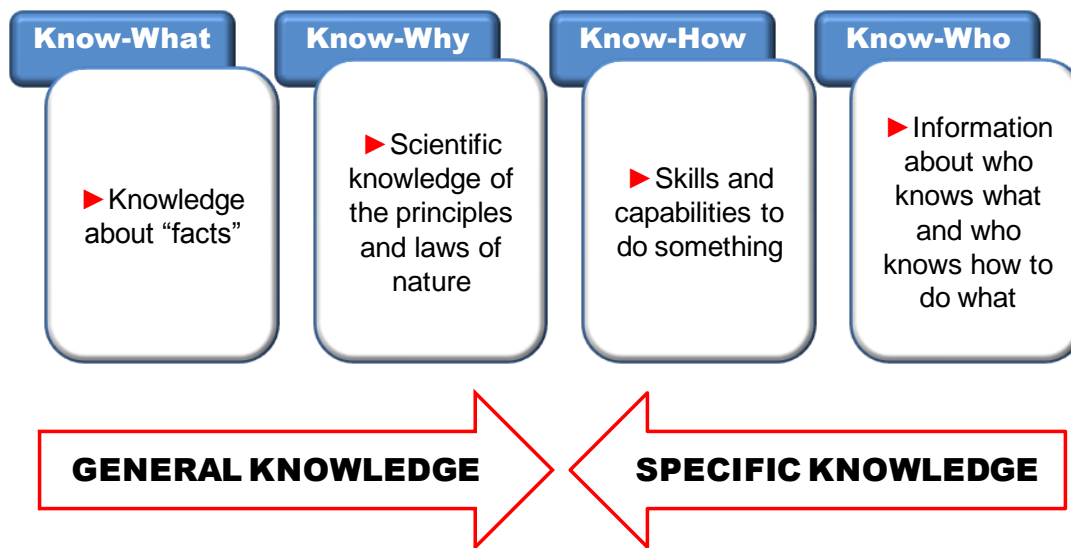 Know-What
Know-Why
Know-How
Know-Who
►Knowledge
about “facts”
►Scientific
knowledge of
the principles
and laws of
nature
►Skills and
capabilities to
do something
►Information
about who
knows what
and who
knows how to
do what
GENERAL KNOWLEDGE
SPECIFIC KNOWLEDGE